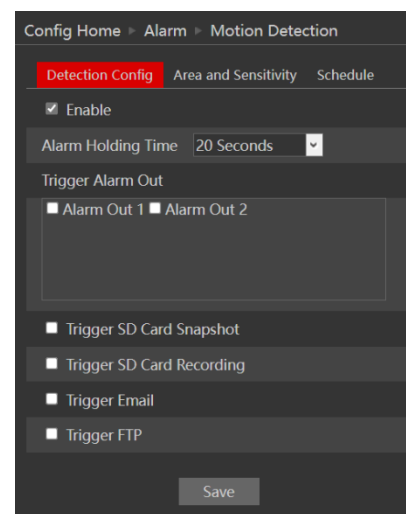 Config Home ▸ Alarm ▸ Motion Detection
Detection Config Area and Sensitivity Schedule
Enable
Alarm Holding Time 20 Seconds
Trigger Alarm Out
Alarm Out 1 Alarm Out 2
Trigger SD Card Snapshot
Trigger SD Card Recording
Trigger Email
Trigger FTP
Save